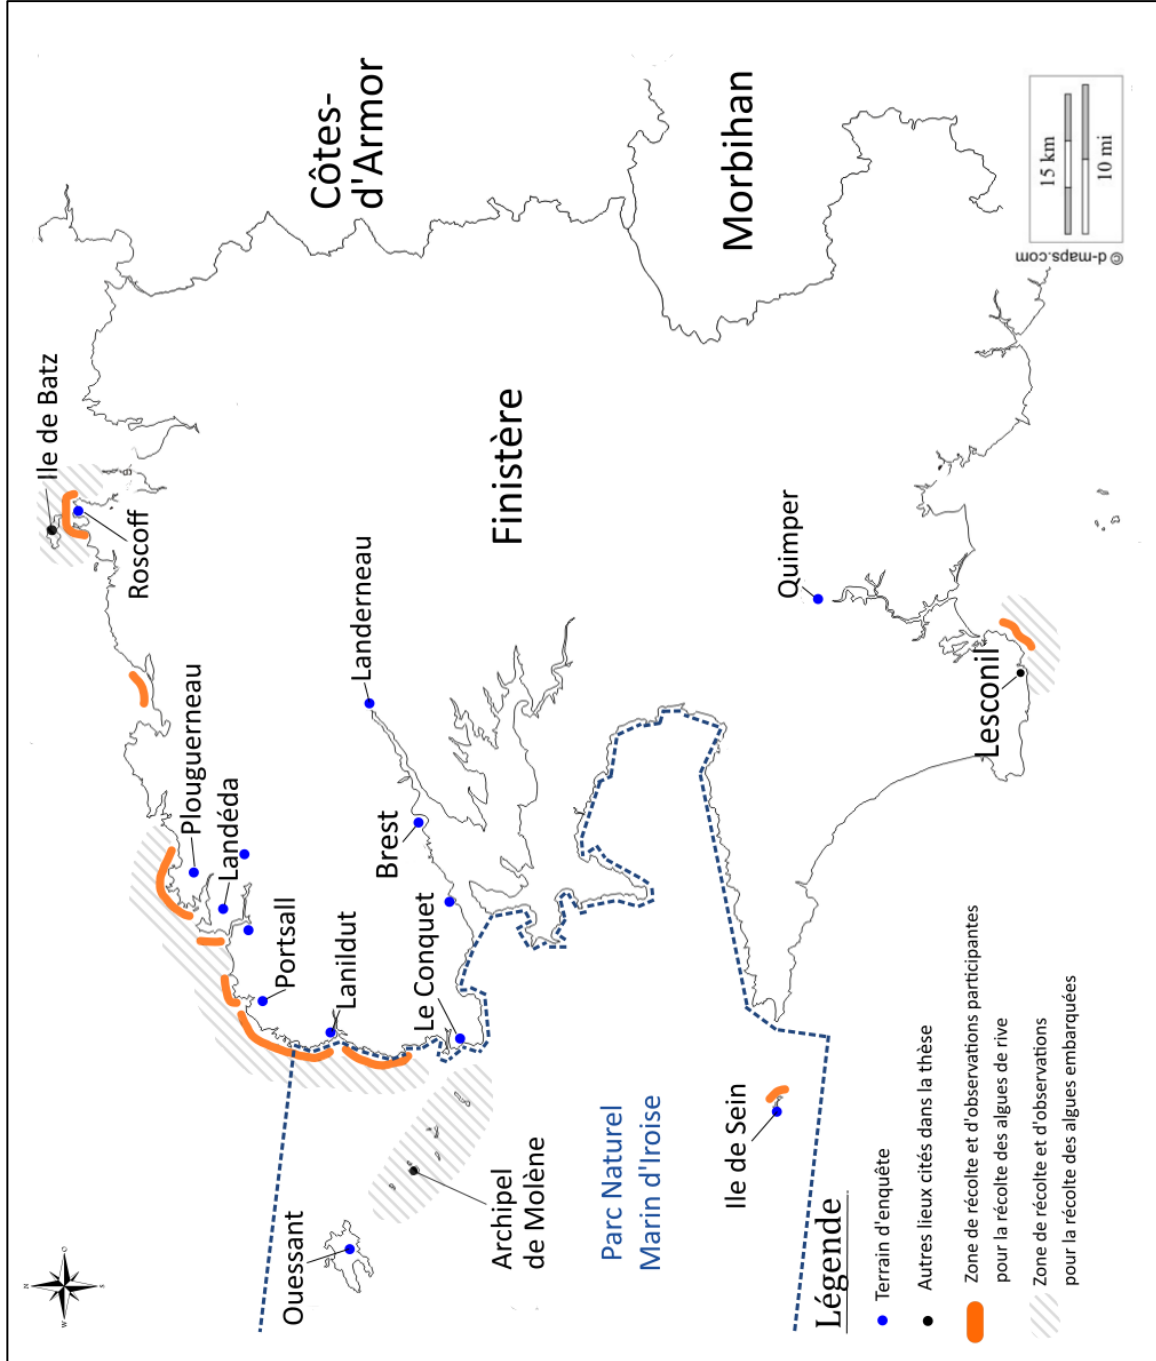 N
O
S
W
Côtes-
d'Armor
Ile de Batz
Roscoff
Morbihan
Finistère
Plouguerneau
Landéda
Landerneau
Portsall
Brest
Lanildut
Le Conquet
Quimper
Ouessant
Archipel
de Molène
Parc Naturel
Marin d'Iroise
Ile de Sein
Lesconil
15 km
10 mi
© d-maps.com
Légende
Terrain d'enquête
Autres lieux cités dans la thèse
Zone de récolte et d'observations participantes
pour la récolte des algues de rive
Zone de récolte et d'observations
pour la récolte des algues embarquées